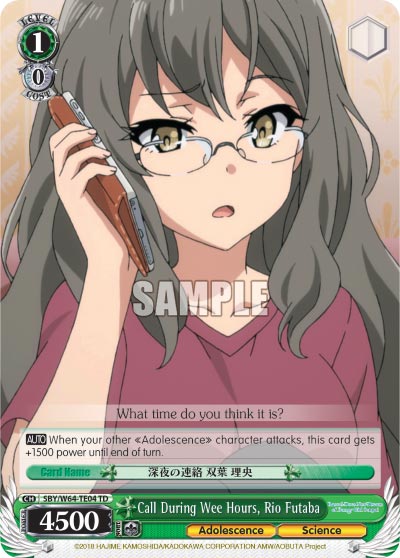 LEVEL
1
0
COST
SAMPLE
What time do you think it is?
AUTO When your other «Adolescence» character attacks, this card gets
+1500 power until end of turn.
Card Name 深夜の連絡 双葉 理央
CH SBY/W64-TE04 TD
Call During Wee Hours, Rio Futaba
POWER
4500
Adolescence
Science
©2018 HAJIME KAMOSHIDA/KADOKAWA CORPORATION AMW/AOBUTA Project